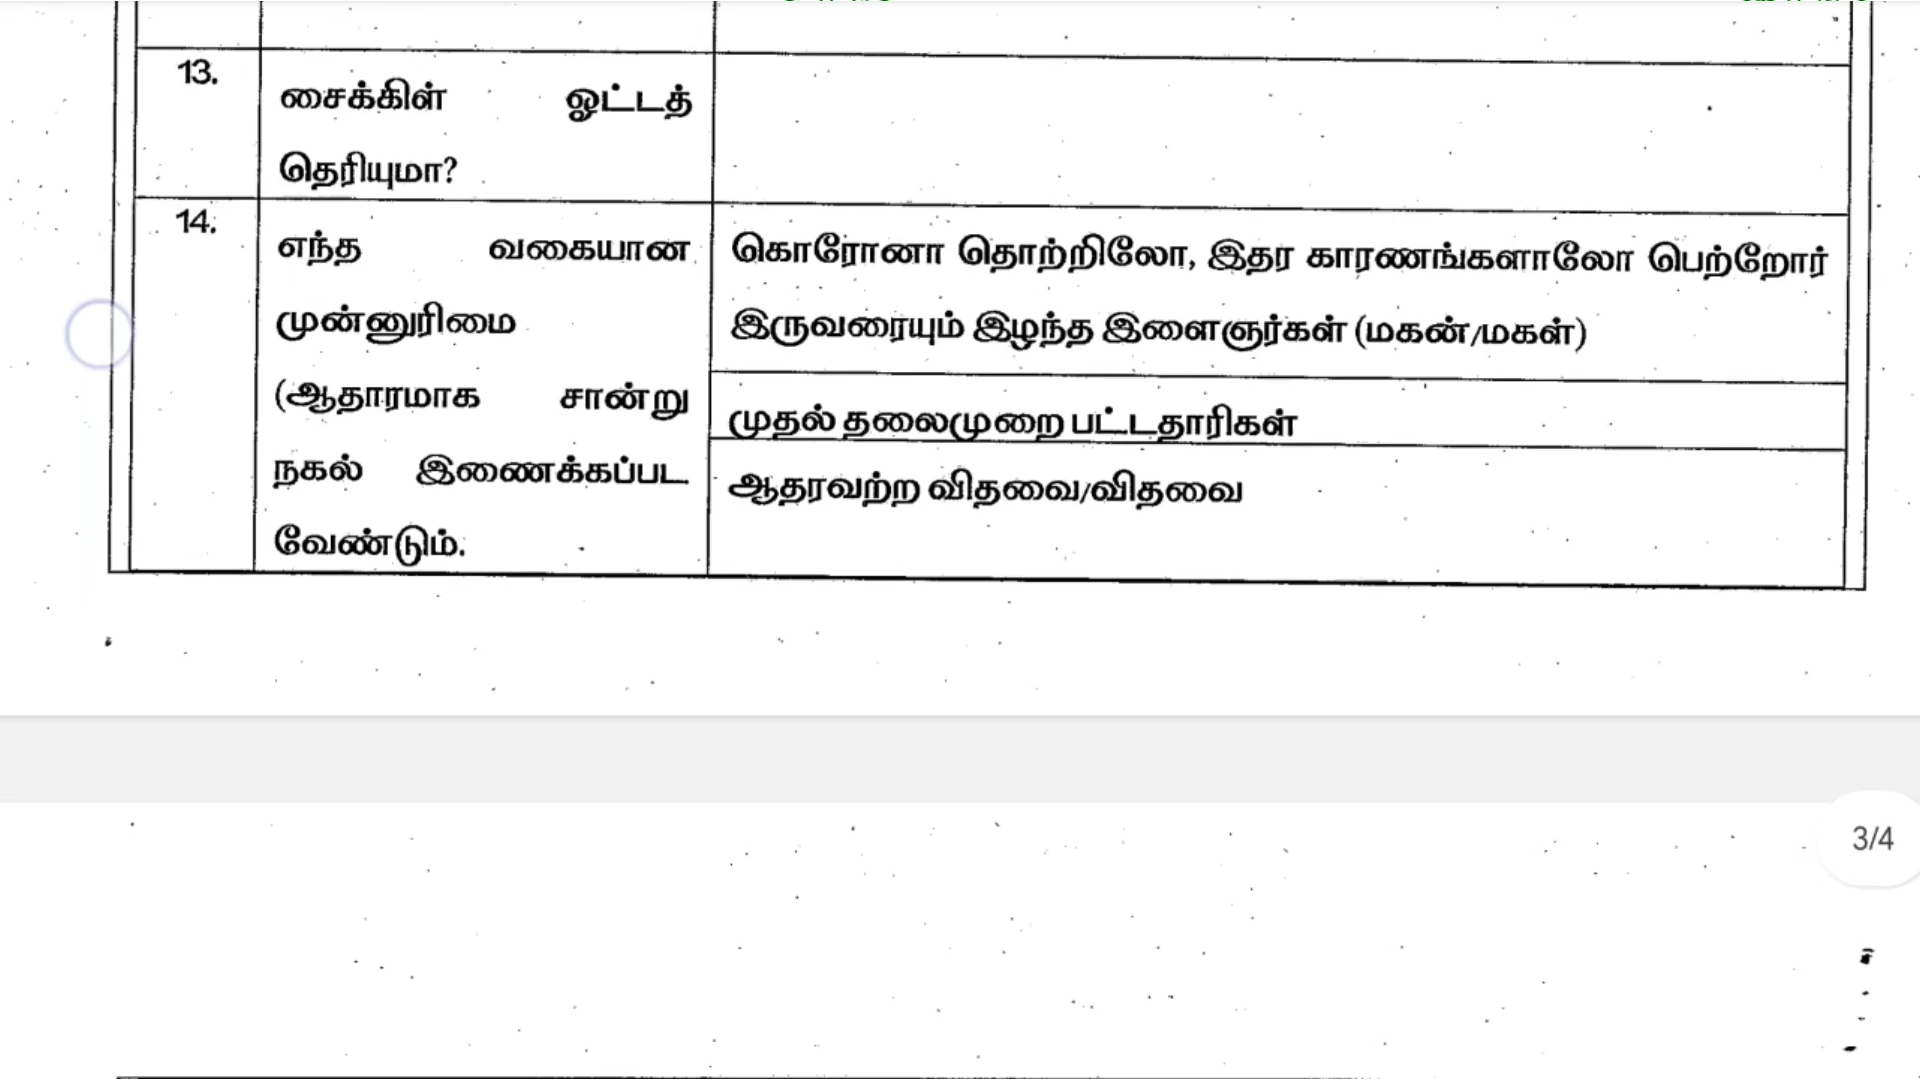 13.
சைக்கிள் ஓட்டத்
தெரியுமா?
14.
எந்த வகையான
முன்னுரிமை
(ஆதாரமாக சான்று
நகல் இணைக்கப்பட
வேண்டும்.
கொரோனா தொற்றிலோ, இதர காரணங்களாலோ பெற்றோர்
இருவரையும் இழந்த இளைஞர்கள் (மகன்/மகள்)
முதல் தலைமுறை பட்டதாரிகள்
ஆதரவற்ற விதவை/விதவை
3/4